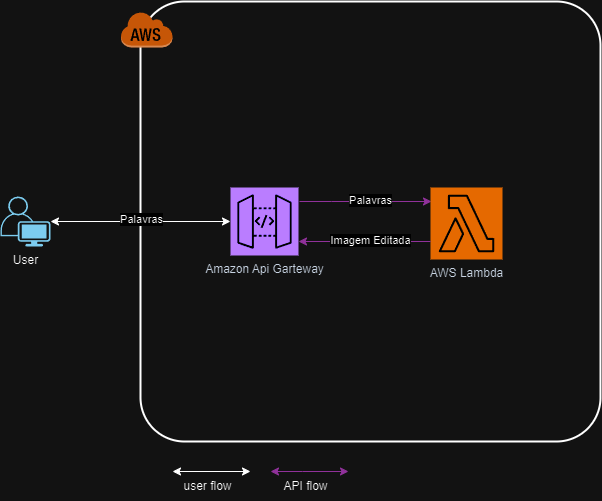 AWS
Palavras
Palavras
Imagem Editada
User
Amazon Api Garteway
AWS Lambda
user flow
API flow